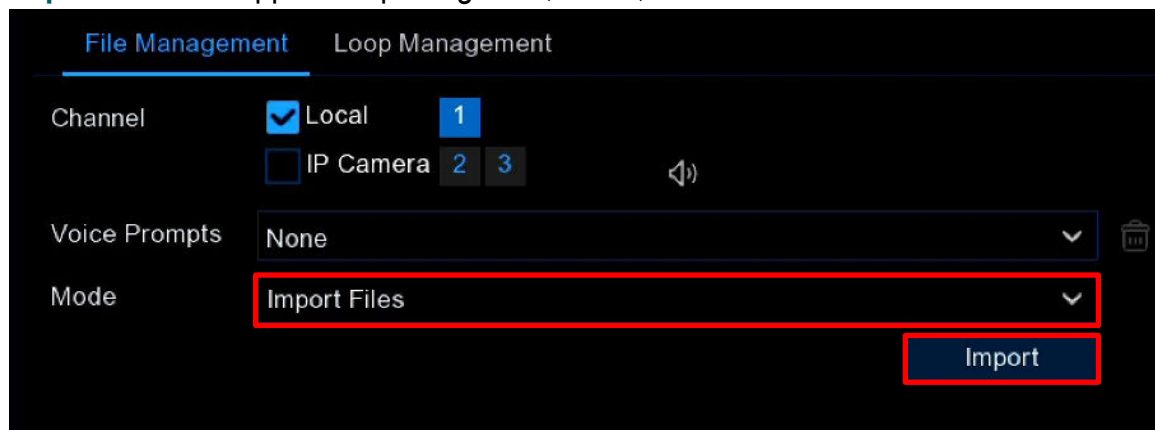 File Management Loop Management
Channel Local 1
IP Camera 2 3
Voice Prompts None
Mode Import Files
Import